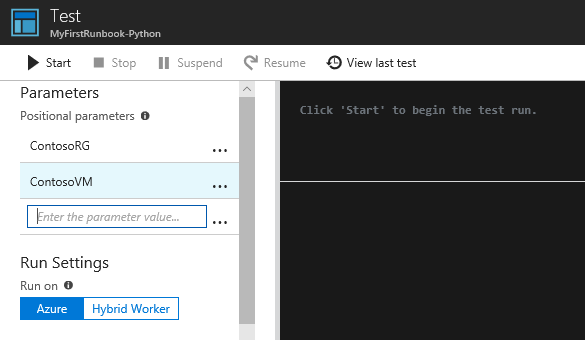 Test
MyFirstRunbook-Python
Start Stop Suspend Resume View last test
Parameters
Positional parameters
ContosoRG
...
ContosoVM
...
Enter the parameter value...
...
Run Settings
Run on
Azure Hybrid Worker
Click 'Start' to begin the test run.